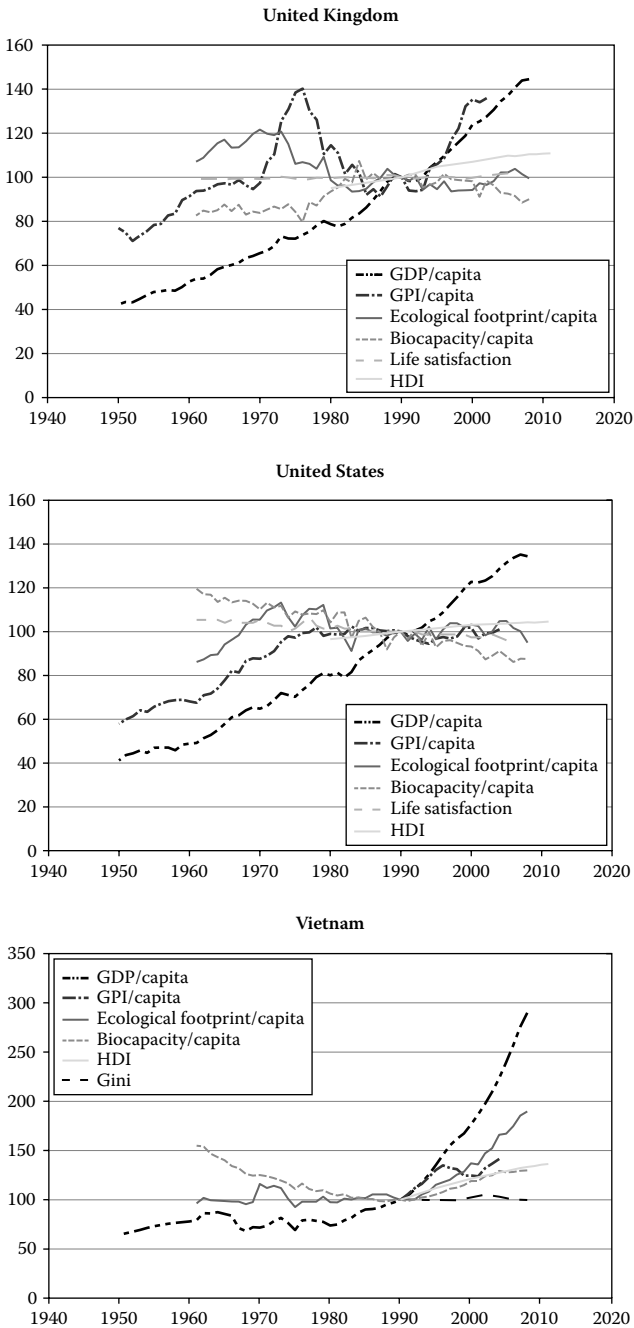 United Kingdom
160
140
120
100
80
60
40
20
0
GDP/capita
GPI/capita
Ecological footprint/capita
Biocapacity/capita
Life satisfaction
HDI
1940 1950 1960 1970 1980 1990 2000 2010 2020
United States
160
140
120
100
80
60
40
20
0
GDP/capita
GPI/capita
Ecological footprint/capita
Biocapacity/capita
Life satisfaction
HDI
1940 1950 1960 1970 1980 1990 2000 2010 2020
Vietnam
350
300
250
200
150
100
50
0
GDP/capita
GPI/capita
Ecological footprint/capita
Biocapacity/capita
HDI
Gini
1940 1950 1960 1970 1980 1990 2000 2010 2020